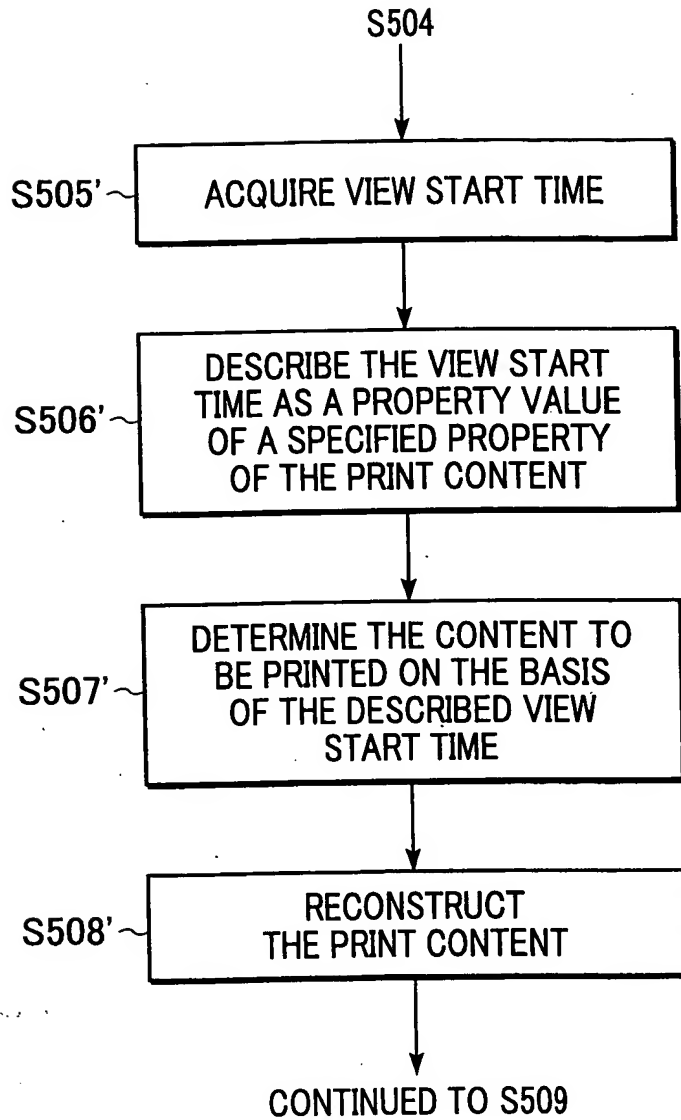 S504
S505'
ACQUIRE VIEW START TIME
S506'
DESCRIBE THE VIEW START
TIME AS A PROPERTY VALUE
OF A SPECIFIED PROPERTY
OF THE PRINT CONTENT
S507'
DETERMINE THE CONTENT TO
BE PRINTED ON THE BASIS
OF THE DESCRIBED VIEW
START TIME
S508'
RECONSTRUCT
THE PRINT CONTENT
CONTINUED TO S509